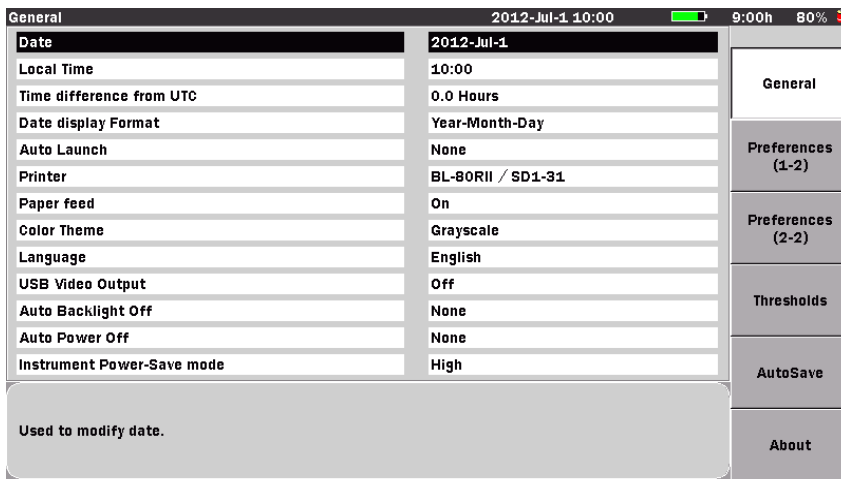 General 2012-Jul-1 10:00 9:00h 80%
Date 2012-Jul-1
Local Time 10:00
Time difference from UTC 0.0 Hours
Date display Format Year-Month-Day
Auto Launch None
Printer BL-80RII / SD1-31
Paper feed On
Color Theme Grayscale
Language English
USB Video Output Off
Auto Backlight Off None
Auto Power Off None
Instrument Power-Save mode High
Used to modify date.
General
Preferences
(1-2)
Preferences
(2-2)
Thresholds
AutoSave
About